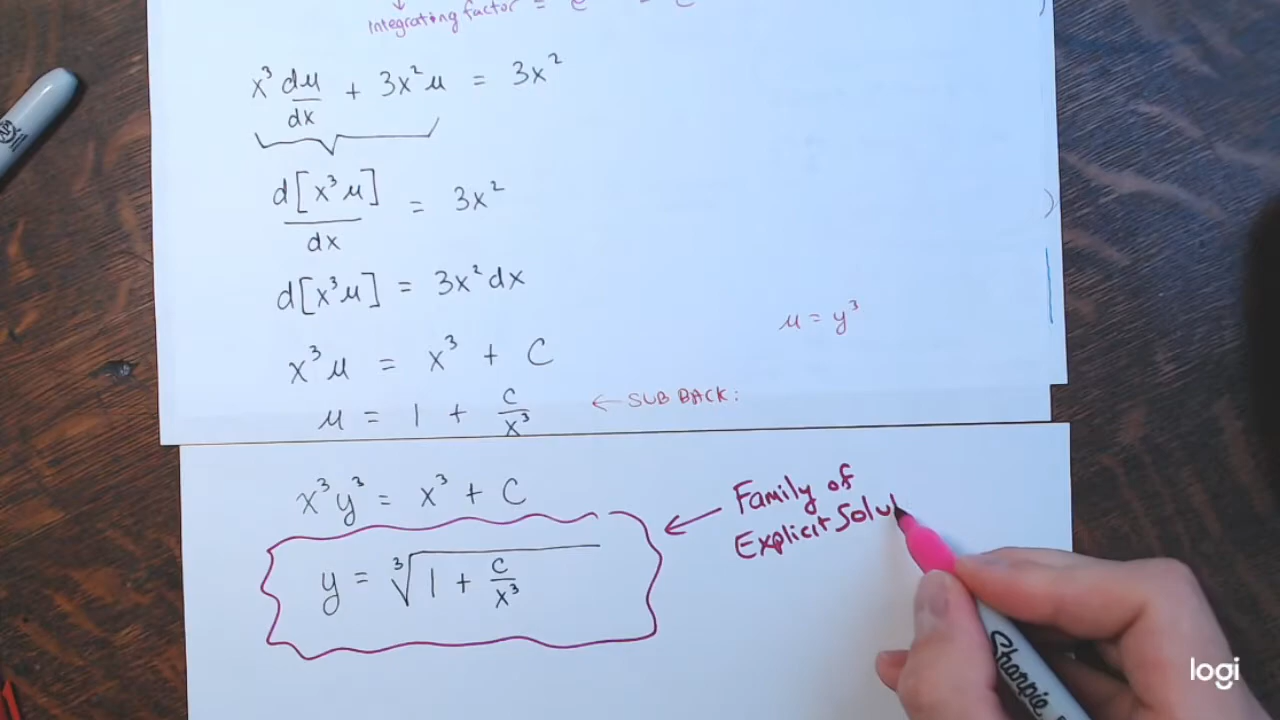 Integrating factor = e = e
x³ du/dx + 3x²u = 3x²
d[x³u]/dx = 3x²
d[x³u] = 3x²dx
u = y³
x³u = x³ + C
u = 1 + C/x³ ← SUB BACK:
x³y³ = x³ + C
← Family of
Explicit Solu
y = ∛(1 + C/x³)
Sharpie
logi